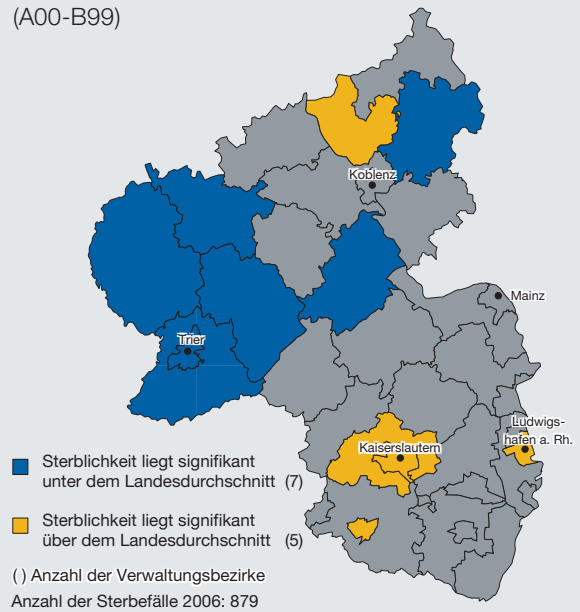 (A00-B99)
Koblenz
Mainz
Trier
Ludwigs-
hafen a. Rh.
Kaiserslautern
Sterblichkeit liegt signifikant
unter dem Landesdurchschnitt (7)
Sterblichkeit liegt signifikant
über dem Landesdurchschnitt (5)
( ) Anzahl der Verwaltungsbezirke
Anzahl der Sterbefälle 2006: 879